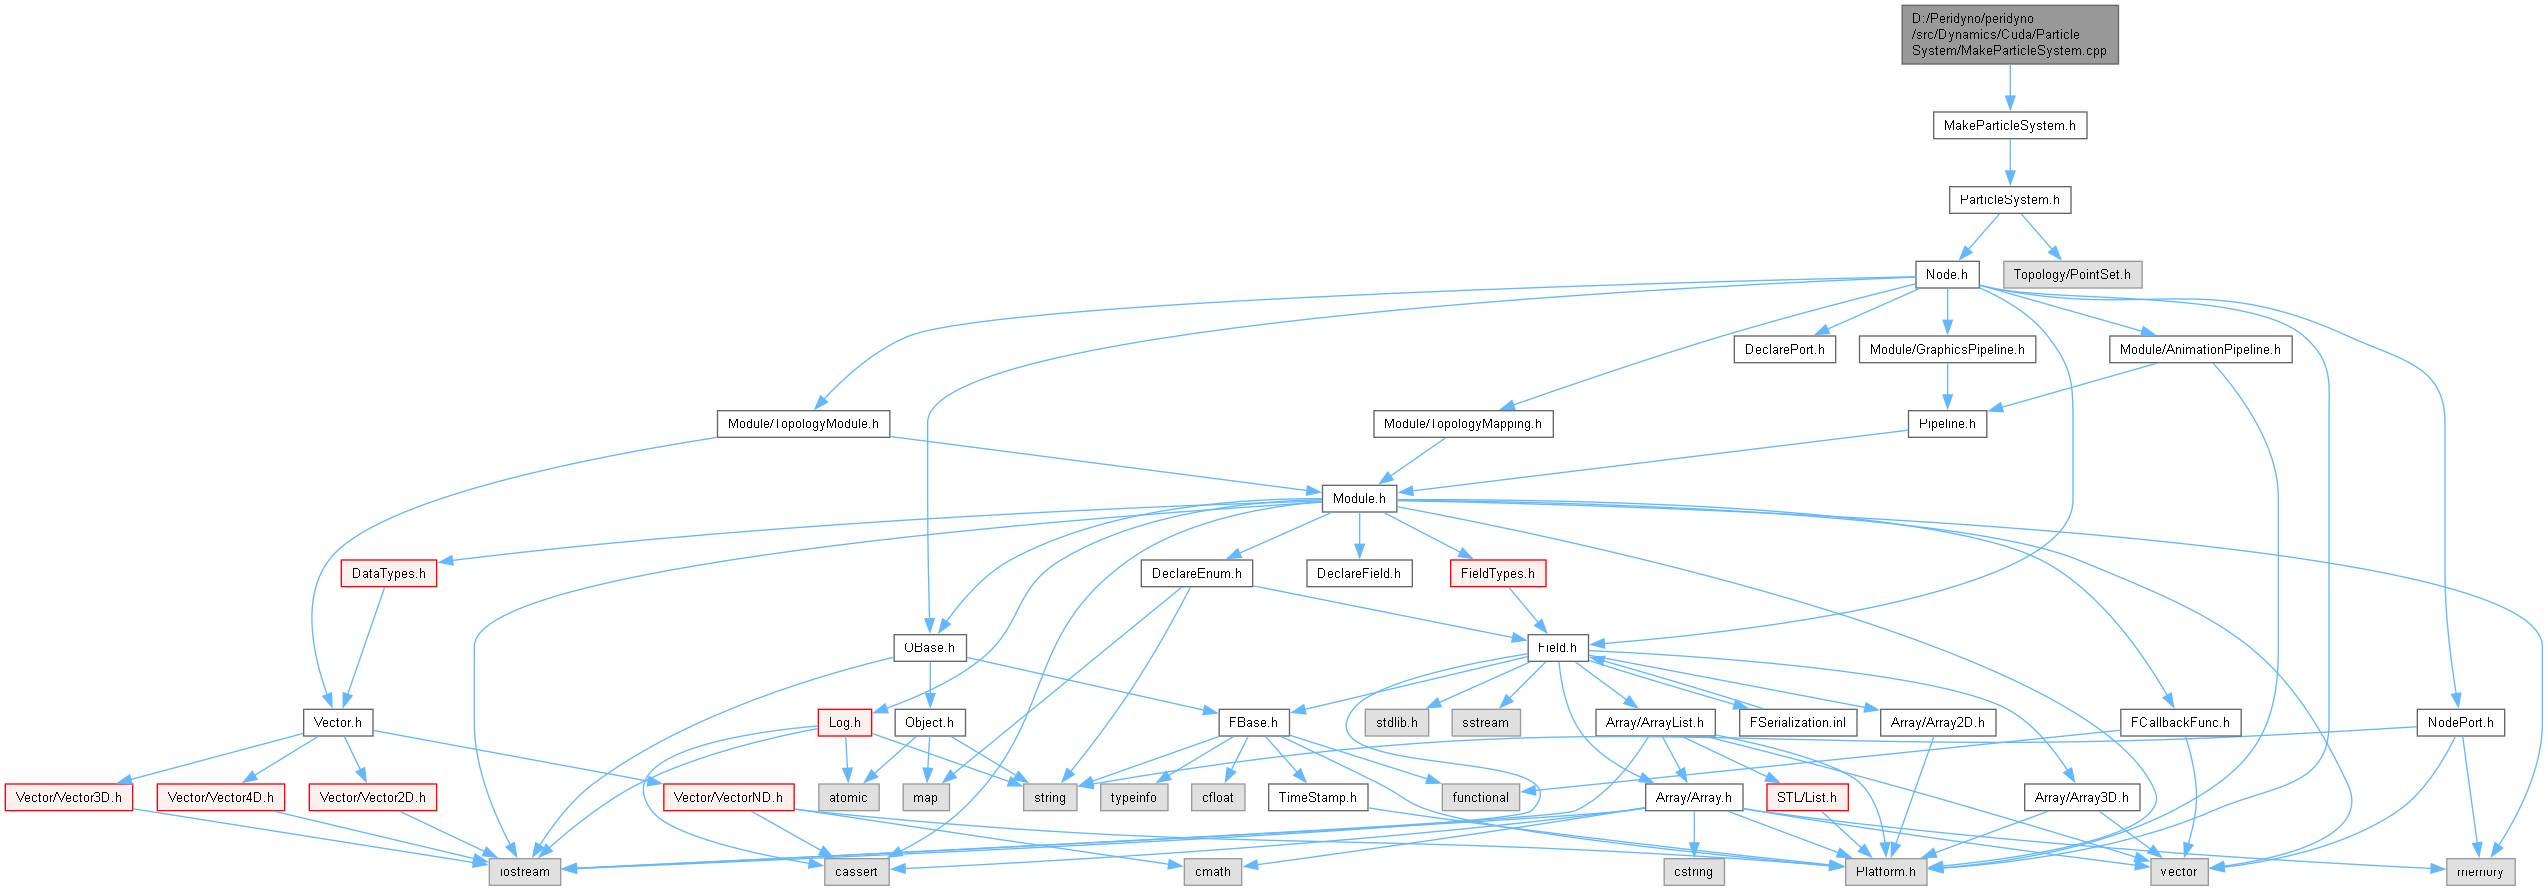 D:/Peridyno/peridyno
/src/Dynamics/Cuda/Particle
System/MakeParticleSystem.cpp
MakeParticleSystem.h
ParticleSystem.h
Node.h
Topology/PointSet.h
DeclarePort.h
Module/GraphicsPipeline.h
Module/AnimationPipeline.h
Module/TopologyModule.h
Module/TopologyMapping.h
Pipeline.h
Module.h
DataTypes.h
DeclareEnum.h
DeclareField.h
FieldTypes.h
OBase.h
Field.h
Vector.h
Log.h
Object.h
FBase.h
stdlib.h
sstream
Array/ArrayList.h
FSerialization.inl
Array/Array2D.h
FCallbackFunc.h
NodePort.h
Vector/Vector3D.h
Vector/Vector4D.h
Vector/Vector2D.h
Vector/VectorND.h
atomic
map
string
typeinfo
cfloat
TimeStamp.h
functional
Array/Array.h
STL/List.h
Array/Array3D.h
iostream
cassert
cmath
cstring
Platform.h
vector
memory